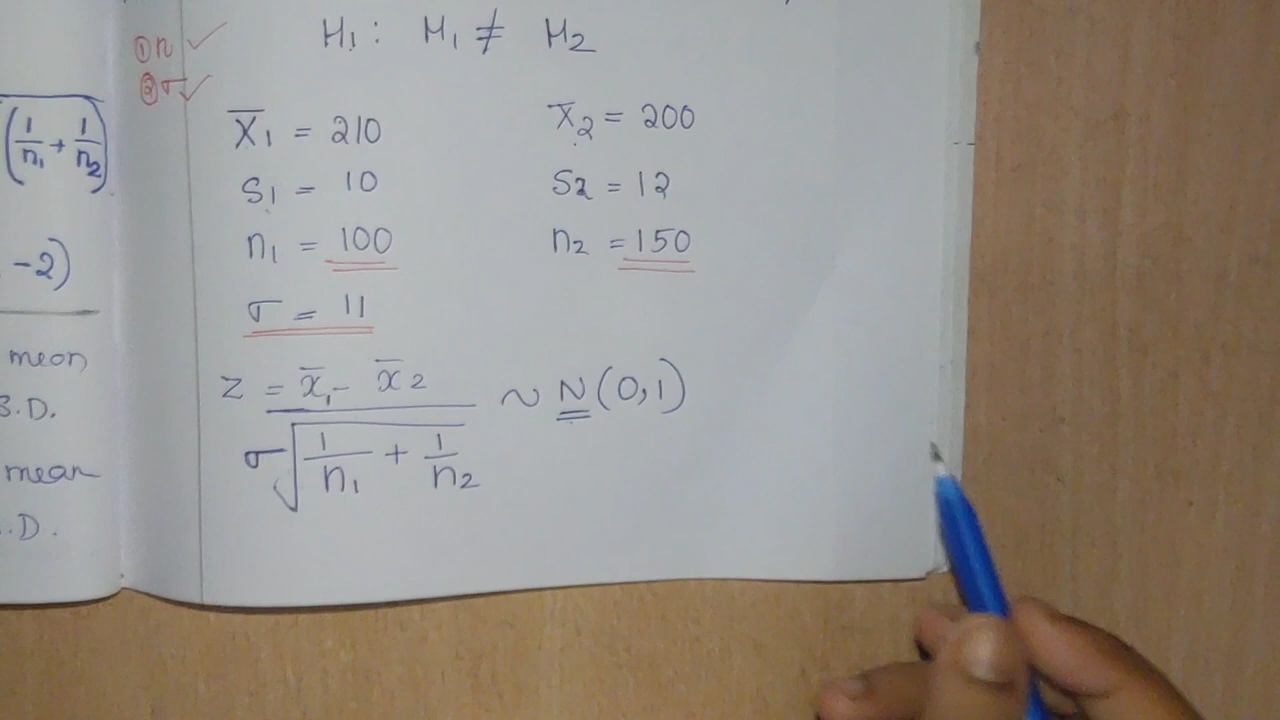 (1/n₁ + 1/n₂)
-2)
mean
S.D.
mean
.D.
① n ✓
② σ ✓
H₁ : μ₁ ≠ μ₂
X̄₁ = 210
X̄₂ = 200
S₁ = 10
S₂ = 12
n₁ = 100
n₂ = 150
σ = 11
Z = x̄₁ - x̄₂ / σ√(1/n₁ + 1/n₂) ~ N(0,1)